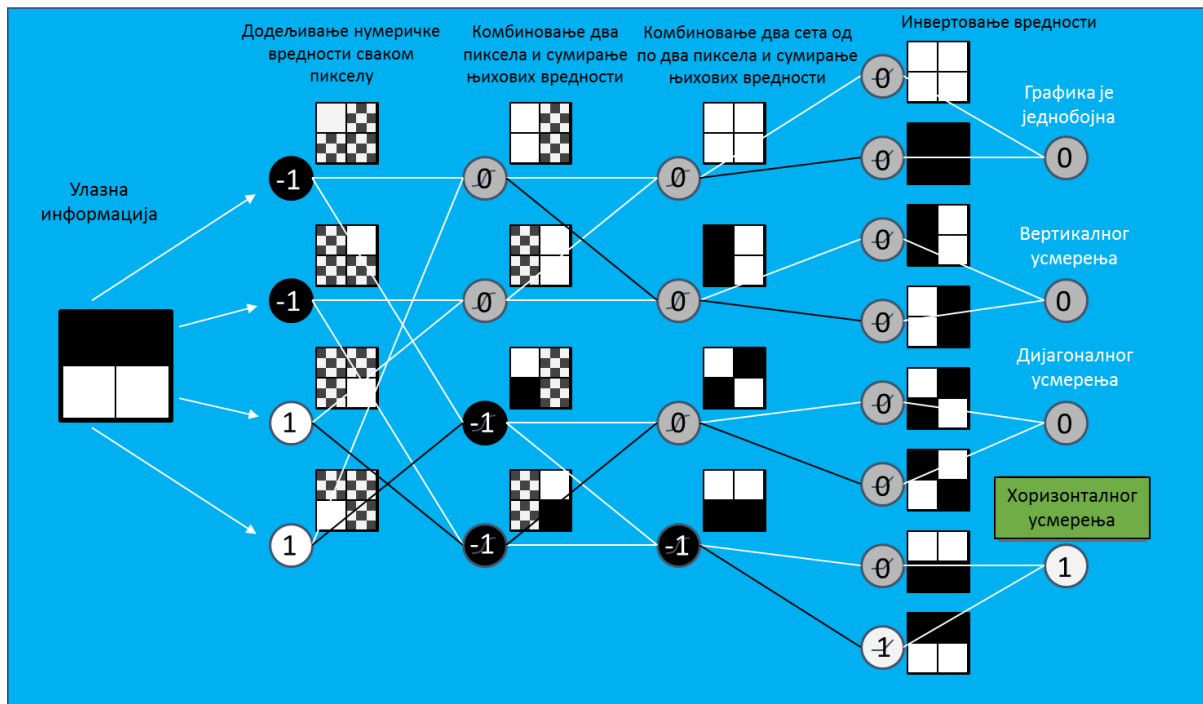 Додељивање нумеричке
вредности сваком
пикселу
Комбиновање два
пиксела и сумирање
њихових вредности
Комбиновање два сета од
по два пиксела и сумирање
њихових вредности
Инвертовање вредности
Улазна
информација
-1
-1
1
1
0
0
-1
-1
0
0
0
-1
0
0
0
0
0
0
0
1
Графика је
једнобојна
0
Вертикалног
усмерења
0
Дијагоналног
усмерења
0
Хоризонталног
усмерења
1